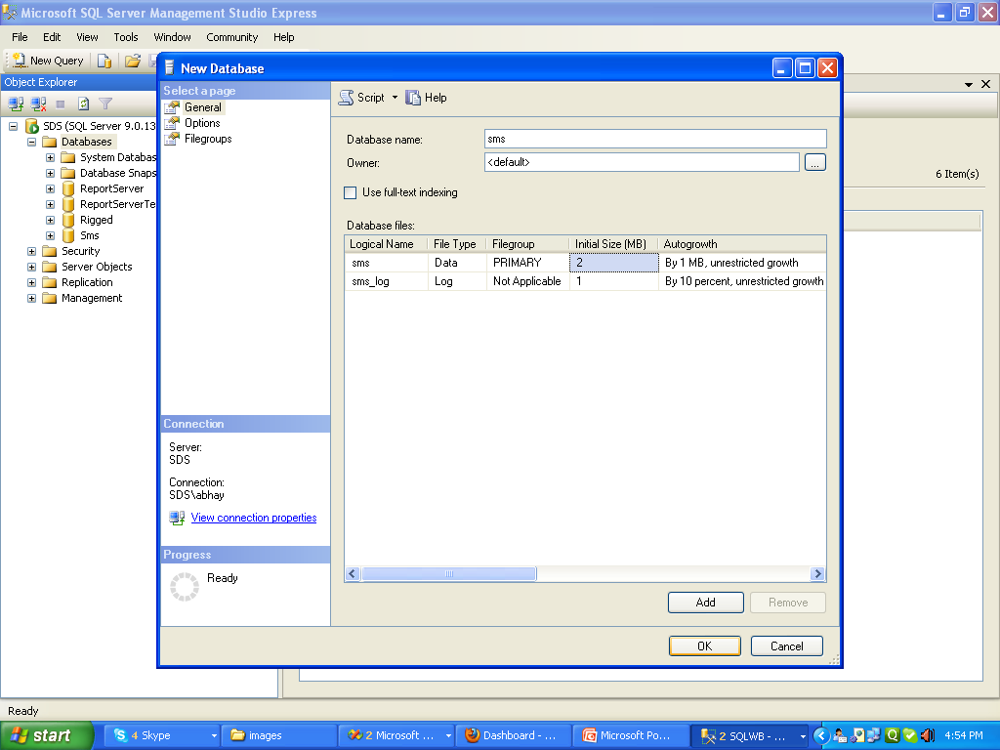 Microsoft SQL Server Management Studio Express
File Edit View Tools Window Community Help
New Query
Object Explorer
SDS (SQL Server 9.0.13
Databases
System Databas
Database Snaps
ReportServer
ReportServerTe
Rigged
Sms
Security
Server Objects
Replication
Management
6 Item(s)
New Database
Select a page
General
Options
Filegroups
Script Help
Database name: sms
Owner: <default> ...
Use full-text indexing
Database files:
Logical Name File Type Filegroup Initial Size (MB) Autogrowth
sms Data PRIMARY 2 By 1 MB, unrestricted growth
sms_log Log Not Applicable 1 By 10 percent, unrestricted growth
Connection
Server:
SDS
Connection:
SDS\abhay
View connection properties
Progress
Ready
Add Remove
OK Cancel
Ready
start 4 Skype images 2 Microsoft ... Dashboard - ... Microsoft Po... 2 SQLWB - ... 4:54 PM